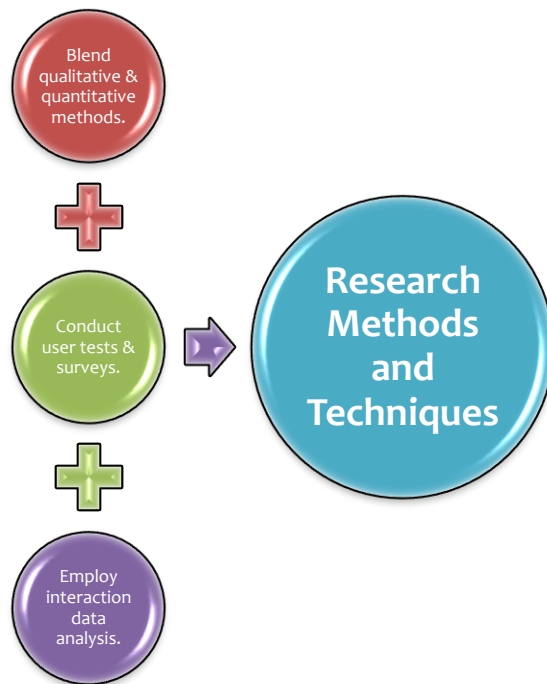 Blend
qualitative &
quantitative
methods.
Conduct
user tests &
surveys.
Employ
interaction
data
analysis.
Research
Methods
and
Techniques